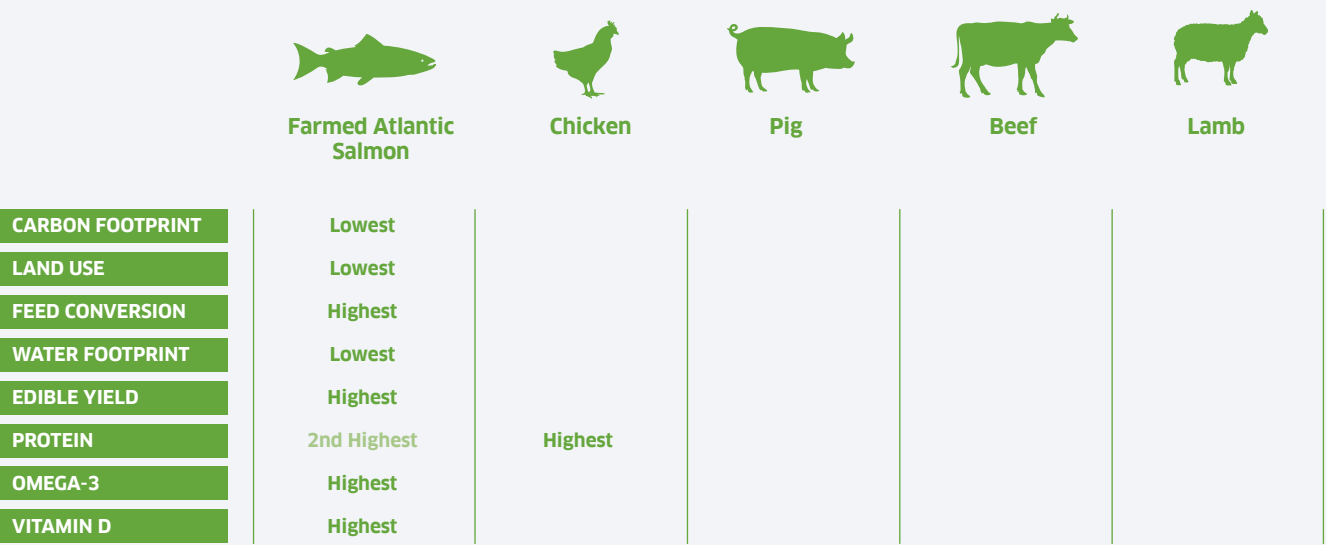 Farmed Atlantic
Salmon
Chicken
Pig
Beef
Lamb
CARBON FOOTPRINT
Lowest
LAND USE
Lowest
FEED CONVERSION
Highest
WATER FOOTPRINT
Lowest
EDIBLE YIELD
Highest
PROTEIN
2nd Highest
Highest
OMEGA-3
Highest
VITAMIN D
Highest